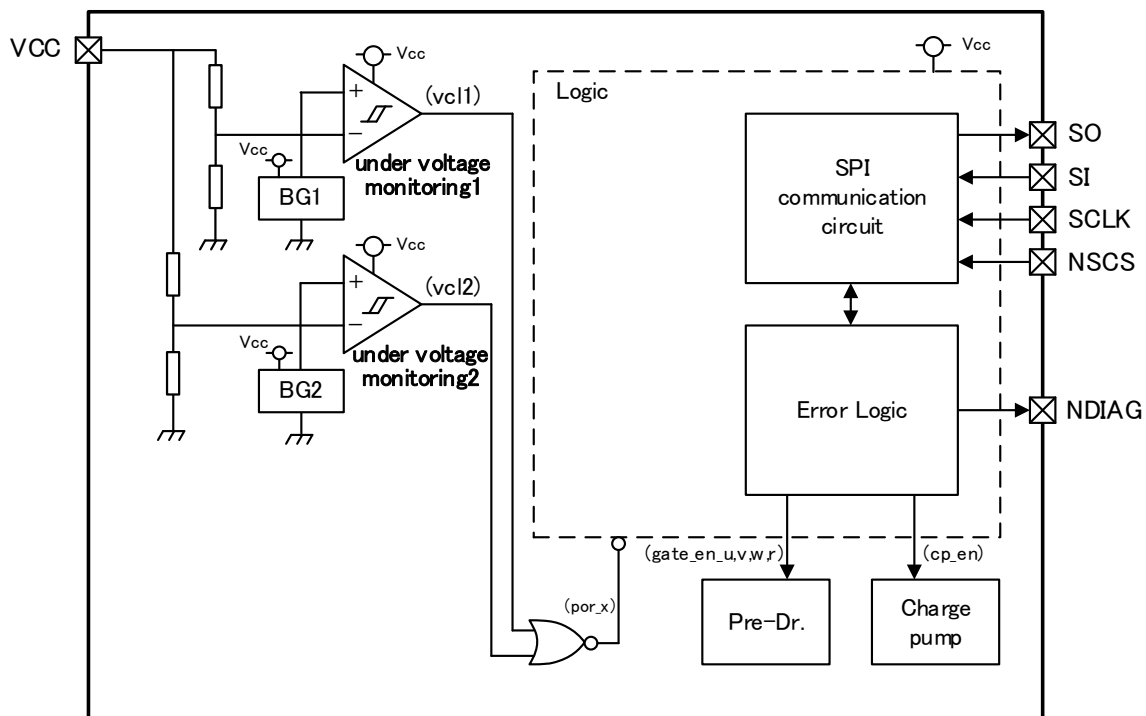 VCC
Vcc
Vcc
(vcl1)
Logic
+
−
SO
Vcc
under voltage
monitoring1
SPI
communication
circuit
SI
BG1
SCLK
Vcc
NSCS
(vcl2)
+
−
Vcc
under voltage
monitoring2
BG2
Error Logic
NDIAG
(gate_en_u,v,w,r)
(cp_en)
(por_x)
Pre-Dr.
Charge
pump